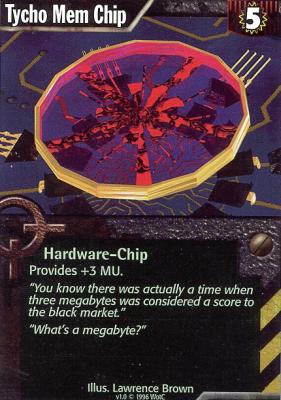 Tycho Mem Chip
5
Hardware-Chip
Provides +3 MU.
“You know there was actually a time when
three megabytes was considered a score to
the black market.”
“What’s a megabyte?”
Illus. Lawrence Brown
v1.0 © 1996 WotC